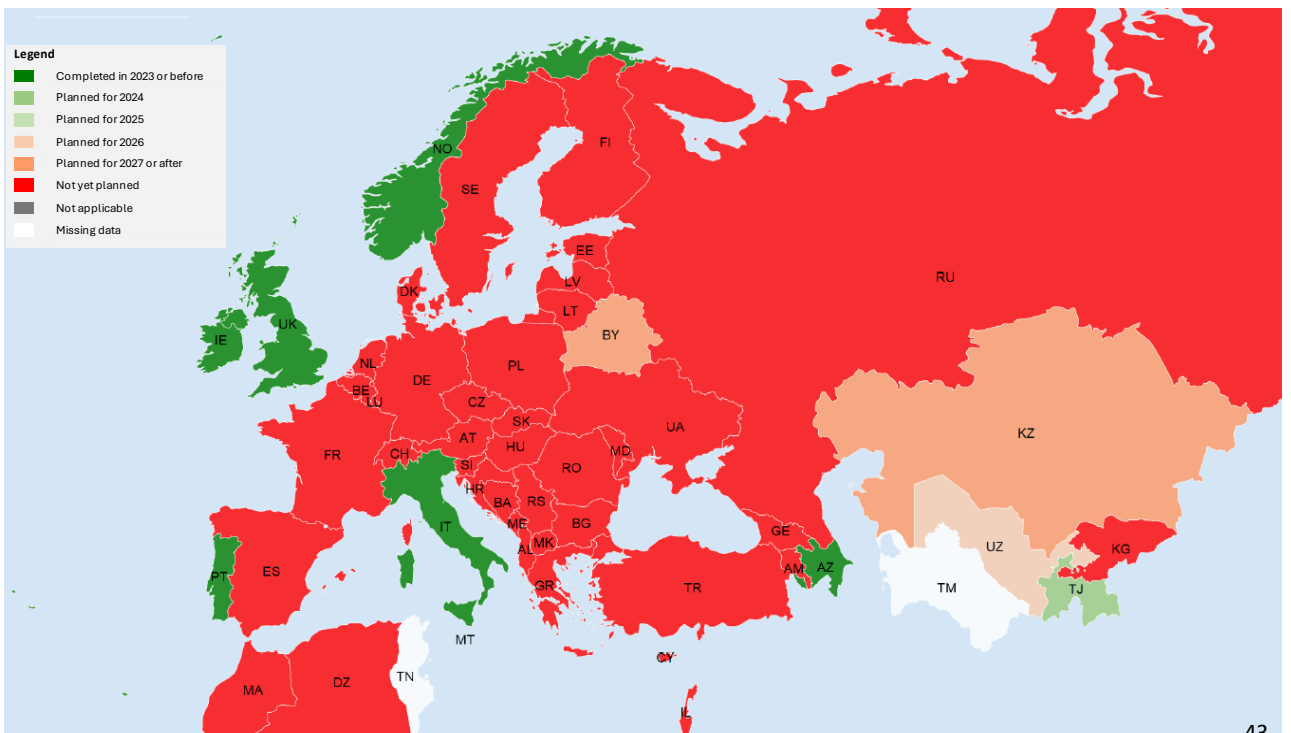 Legend
Completed in 2023 or before
Planned for 2024
Planned for 2025
Planned for 2026
Planned for 2027 or after
Not yet planned
Not applicable
Missing data
NO
FI
SE
EE
RU
LV
DK
LT
UK
BY
IE
NL
PL
DE
BE
LU
CZ
SK
UA
AT
KZ
HU
MD
FR
CH
SI
RO
HR
BA
RS
ME
BG
IT
GE
MK
AL
UZ
KG
AM
AZ
ES
PT
GR
TR
TM
TJ
MT
CY
TN
DZ
MA
IL